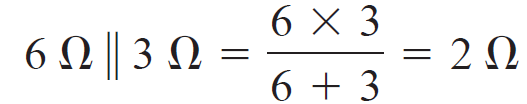 6 Ω ∥ 3 Ω = (6 × 3) / (6 + 3) = 2 Ω